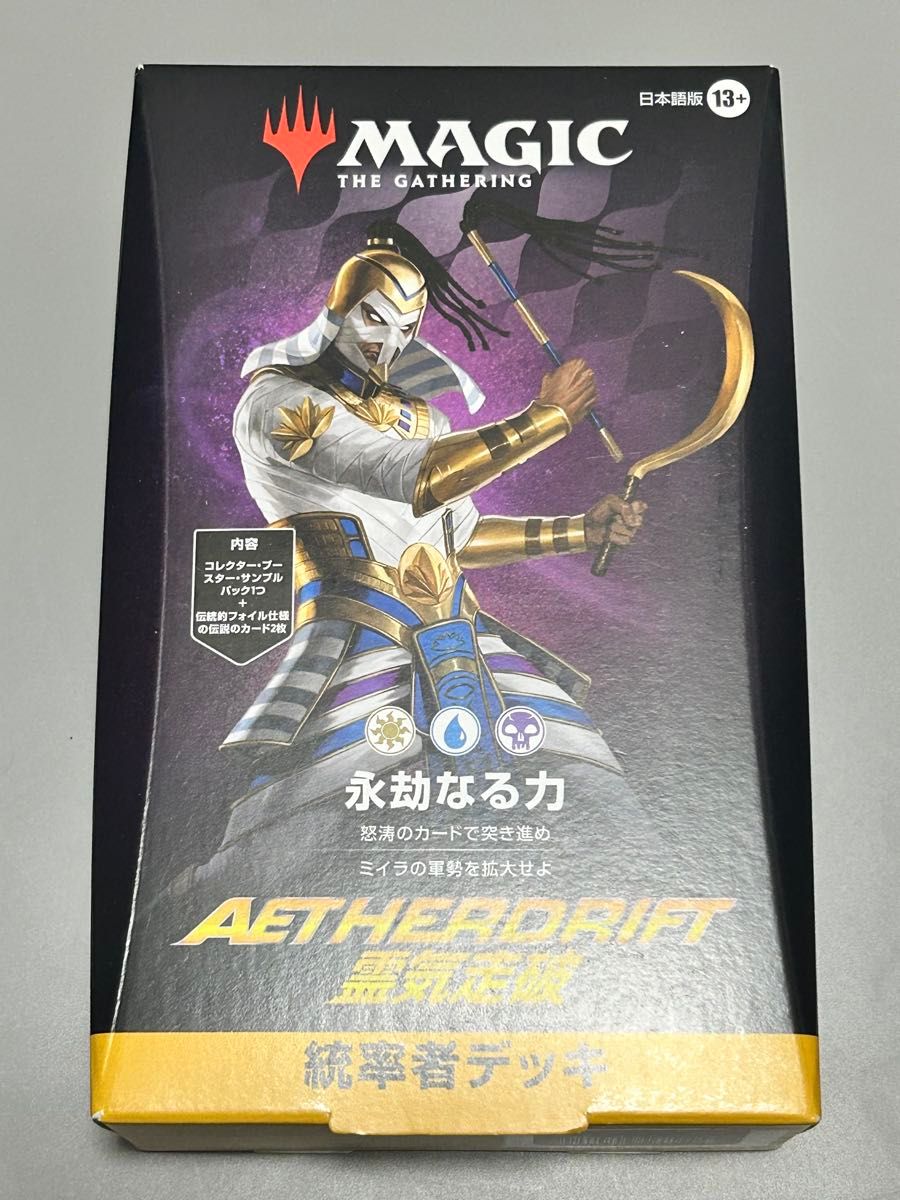 日本語版 13+
MAGIC
THE GATHERING
内容
コレクター・ブー
スター・サンプル
パック1つ
+
伝統的フォイル仕様
の伝説のカード2枚
永劫なる力
怒涛のカードで突き進め
ミイラの軍勢を拡大せよ
AETHERDRIFT
霊気走破
統率者デッキ